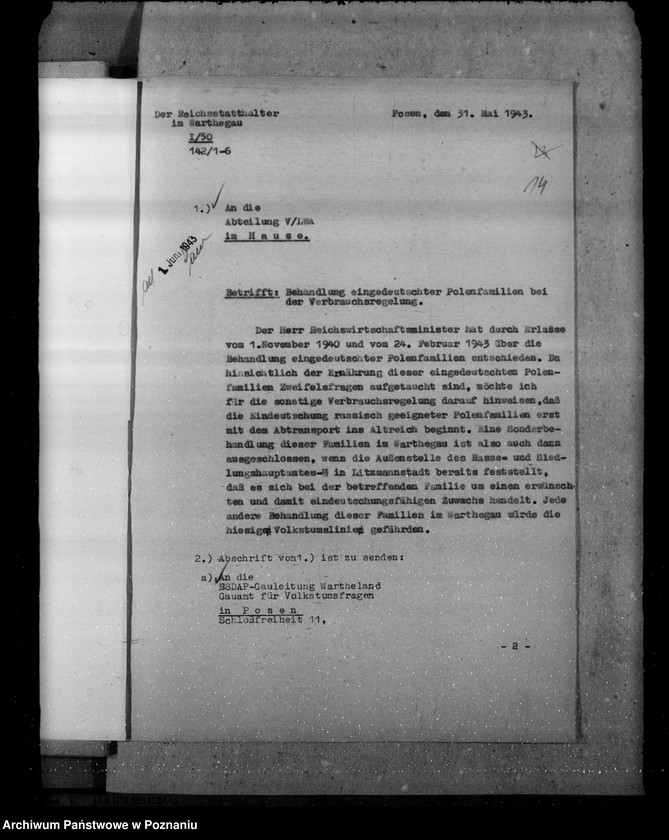 Der Reichsstatthalter
im Warthegau
I/50
142/1-6
Posen, den 31. Mai 1943.
14
1.) An die
Abteilung V/LWA
im Hause.
1. Juni 1943
Betrifft: Behandlung eingedeutschter Polenfamilien bei
der Verbrauchsregelung.
Der Herr Reichswirtschaftsminister hat durch Erlasse
vom 1.November 1940 und vom 24. Februar 1943 über die
Behandlung eingedeutschter Polenfamilien entschieden. Da
hinsichtlich der Ernährung dieser eingedeutschten Polen-
familien Zweifelsfragen aufgetaucht sind, möchte ich
für die sonstige Verbrauchsregelung darauf hinweisen,daß
die Eindeutschung rassisch geeigneter Polenfamilien erst
mit dem Abtransport ins Altreich beginnt. Eine Sonderbe-
handlung dieser Familien im Warthegau ist also auch dann
ausgeschlossen, wenn die Außenstelle des Rasse- und Sied-
lungshauptamtes-SS in Litzmannstadt bereits feststellt,
daß es sich bei der betreffenden Familie um einen erwünsch-
ten und damit eindeutschungsfähigen Zuwachs handelt. Jede
andere Behandlung dieser Familien im Warthegau würde die
hiesige Volkstumslinie gefährden.
2.) Abschrift von1.) ist zu senden:
a) An die
NSDAP-Gauleitung Wartheland
Gauamt für Volkstumsfragen
in Posen
Schloßfreiheit 11.
- 2 -
Archiwum Państwowe w Poznaniu